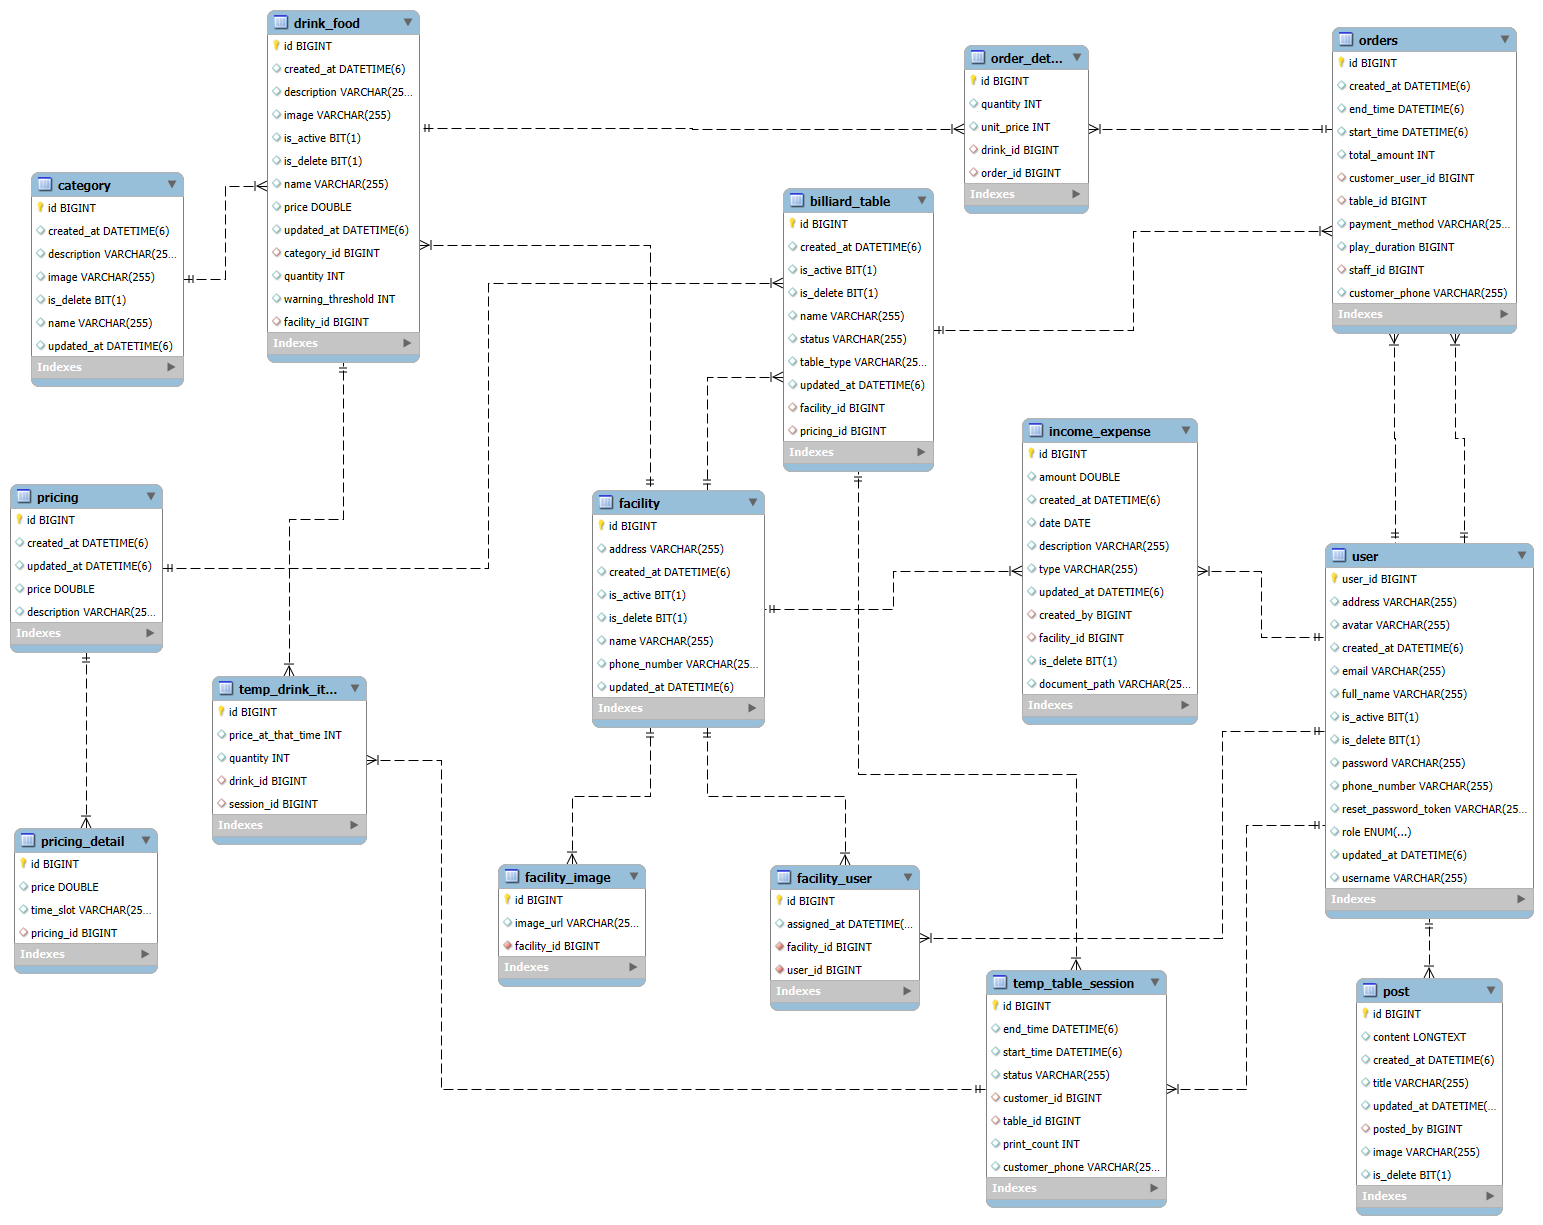 drink_food
id BIGINT
created_at DATETIME(6)
description VARCHAR(25...
image VARCHAR(255)
is_active BIT(1)
is_delete BIT(1)
name VARCHAR(255)
price DOUBLE
updated_at DATETIME(6)
category_id BIGINT
quantity INT
warning_threshold INT
facility_id BIGINT
Indexes
order_det...
id BIGINT
quantity INT
unit_price INT
drink_id BIGINT
order_id BIGINT
Indexes
orders
id BIGINT
created_at DATETIME(6)
end_time DATETIME(6)
start_time DATETIME(6)
total_amount INT
customer_user_id BIGINT
table_id BIGINT
payment_method VARCHAR(25...
play_duration BIGINT
staff_id BIGINT
customer_phone VARCHAR(255)
Indexes
category
id BIGINT
created_at DATETIME(6)
description VARCHAR(25...
image VARCHAR(255)
is_delete BIT(1)
name VARCHAR(255)
updated_at DATETIME(6)
Indexes
billiard_table
id BIGINT
created_at DATETIME(6)
is_active BIT(1)
is_delete BIT(1)
name VARCHAR(255)
status VARCHAR(255)
table_type VARCHAR(25...
updated_at DATETIME(6)
facility_id BIGINT
pricing_id BIGINT
Indexes
income_expense
id BIGINT
amount DOUBLE
created_at DATETIME(6)
date DATE
description VARCHAR(255)
type VARCHAR(255)
updated_at DATETIME(6)
created_by BIGINT
facility_id BIGINT
is_delete BIT(1)
document_path VARCHAR(25...
Indexes
pricing
id BIGINT
created_at DATETIME(6)
updated_at DATETIME(6)
price DOUBLE
description VARCHAR(25...
Indexes
facility
id BIGINT
address VARCHAR(255)
created_at DATETIME(6)
is_active BIT(1)
is_delete BIT(1)
name VARCHAR(255)
phone_number VARCHAR(25...
updated_at DATETIME(6)
Indexes
user
user_id BIGINT
address VARCHAR(255)
avatar VARCHAR(255)
created_at DATETIME(6)
email VARCHAR(255)
full_name VARCHAR(255)
is_active BIT(1)
is_delete BIT(1)
password VARCHAR(255)
phone_number VARCHAR(255)
reset_password_token VARCHAR(25...
role ENUM(...)
updated_at DATETIME(6)
username VARCHAR(255)
Indexes
temp_drink_it...
id BIGINT
price_at_that_time INT
quantity INT
drink_id BIGINT
session_id BIGINT
Indexes
pricing_detail
id BIGINT
price DOUBLE
time_slot VARCHAR(25...
pricing_id BIGINT
Indexes
facility_image
id BIGINT
image_url VARCHAR(25...
facility_id BIGINT
Indexes
facility_user
id BIGINT
assigned_at DATETIME(...
facility_id BIGINT
user_id BIGINT
Indexes
temp_table_session
id BIGINT
end_time DATETIME(6)
start_time DATETIME(6)
status VARCHAR(255)
customer_id BIGINT
table_id BIGINT
print_count INT
customer_phone VARCHAR(25...
Indexes
post
id BIGINT
content LONGTEXT
created_at DATETIME(6)
title VARCHAR(255)
updated_at DATETIME(...
posted_by BIGINT
image VARCHAR(255)
is_delete BIT(1)
Indexes